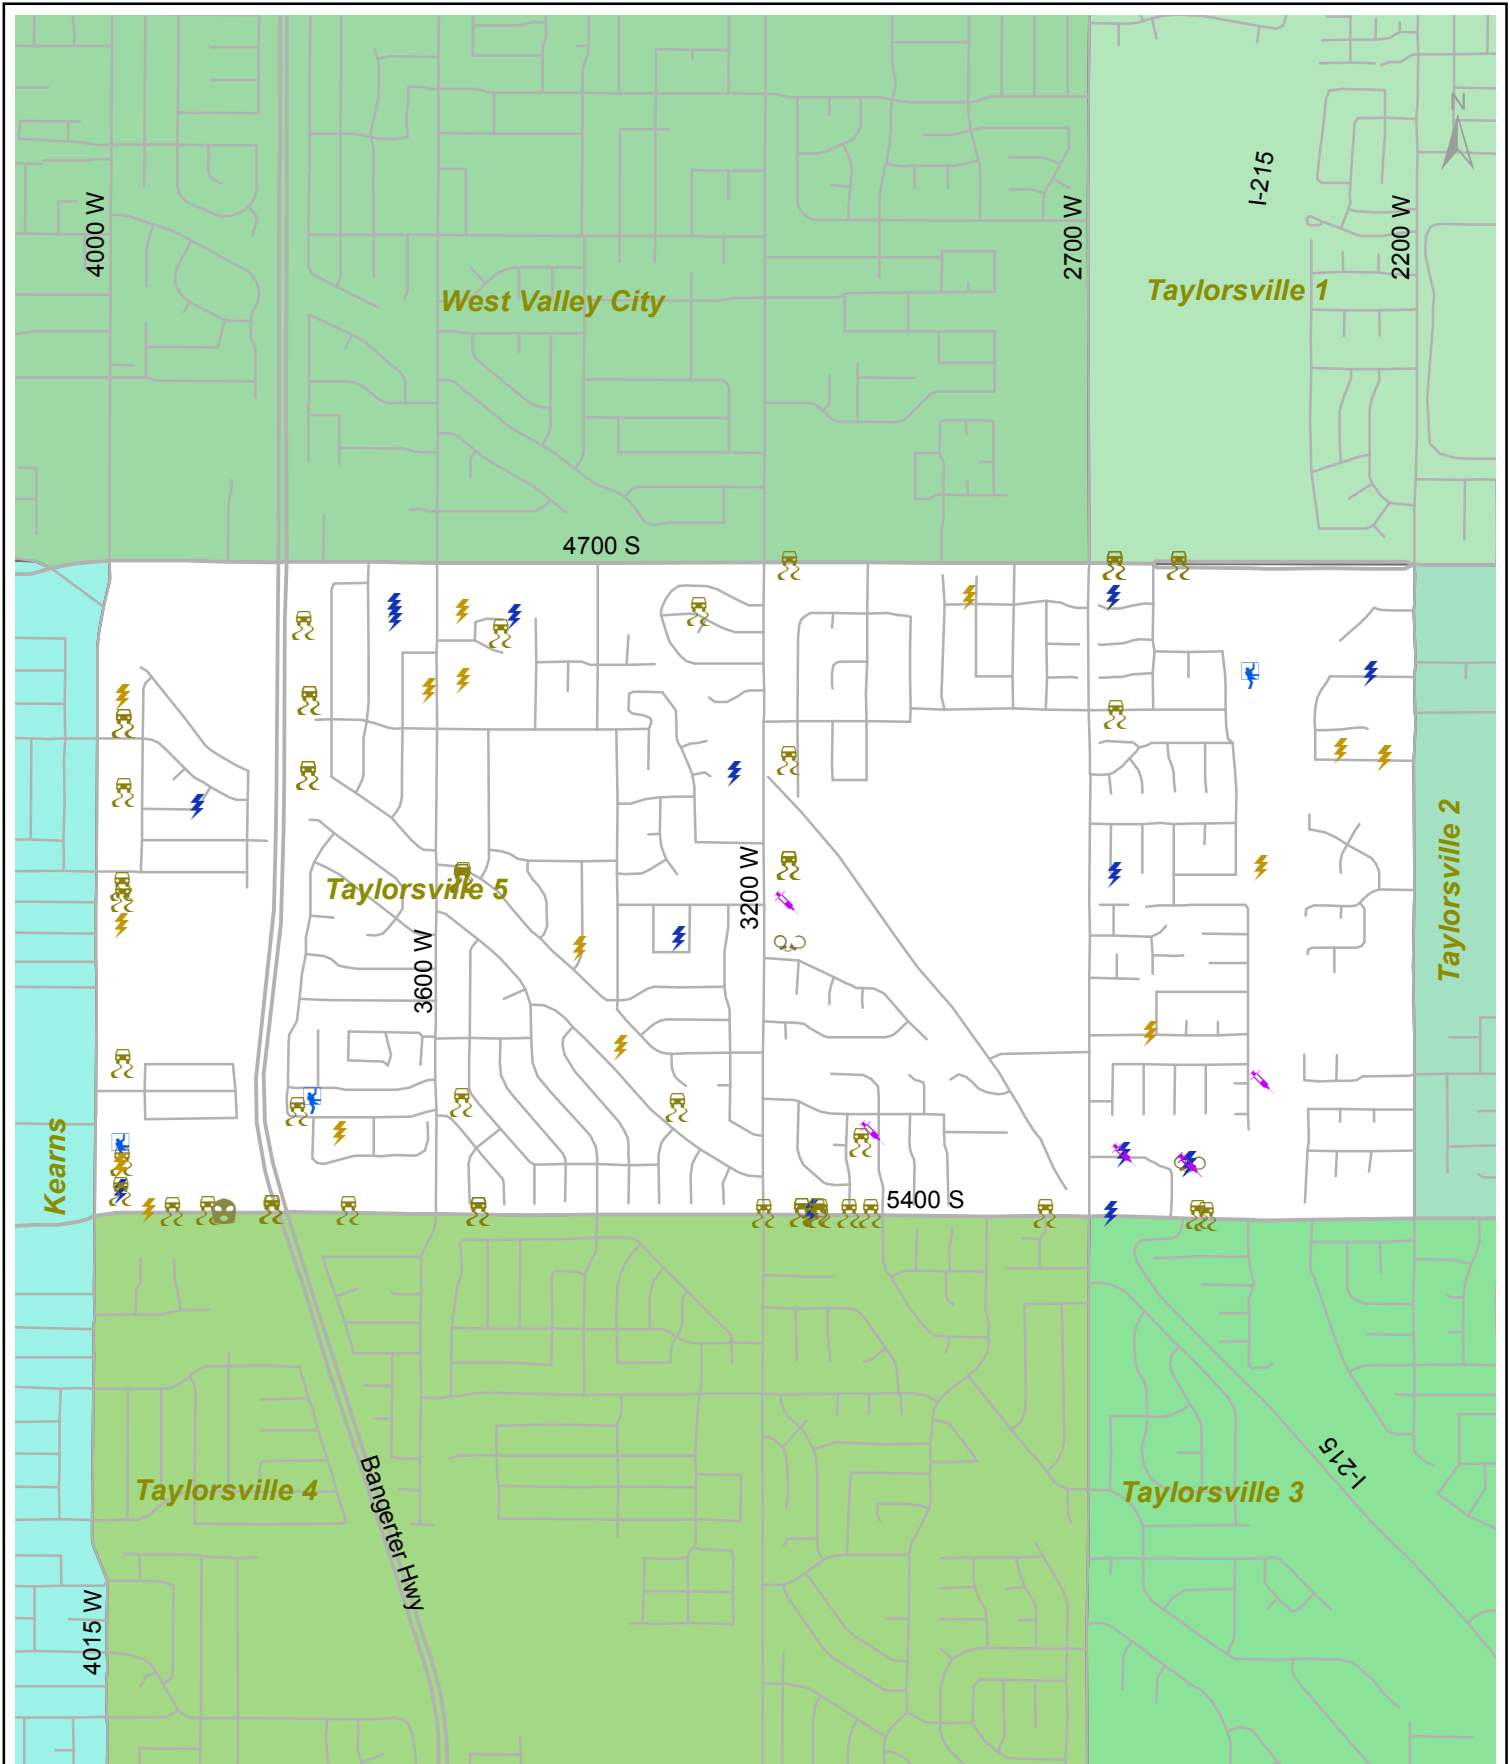 N
I-215
4000 W
2700 W
2200 W
West Valley City
Taylorsville 1
4700 S
Taylorsville 2
3200 W
Taylorsville 5
3600 W
Kearns
5400 S
Taylorsville 4
Bangerter Hwy
Taylorsville 3
I-215
4015 W